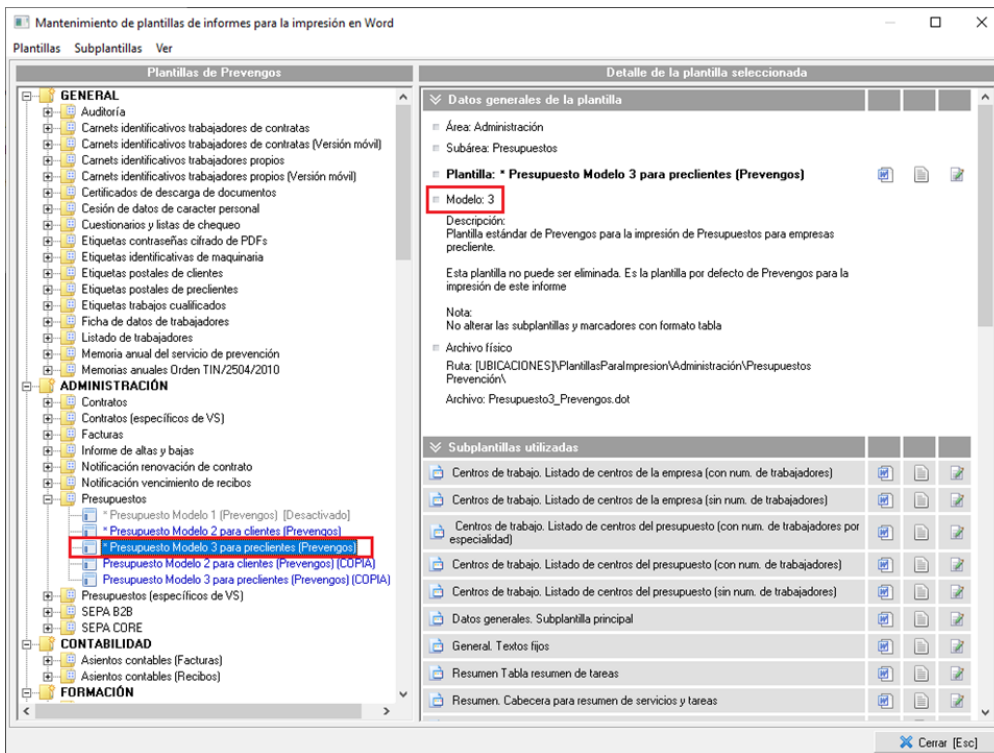 Mantenimiento de plantillas de informes para la impresión en Word
Plantillas Subplantillas Ver
Plantillas de Prevengos
GENERAL
Auditoría
Carnets identificativos trabajadores de contratas
Carnets identificativos trabajadores de contratas (Versión móvil)
Carnets identificativos trabajadores propios
Carnets identificativos trabajadores propios (Versión móvil)
Certificados de descarga de documentos
Cesión de datos de caracter personal
Cuestionarios y listas de chequeo
Etiquetas contraseñas cifrado de PDFs
Etiquetas identificativas de maquinaria
Etiquetas postales de clientes
Etiquetas postales de preclientes
Etiquetas trabajos cualificados
Ficha de datos de trabajadores
Listado de trabajadores
Memoria anual del servicio de prevención
Memorias anuales Orden TIN/2504/2010
ADMINISTRACIÓN
Contratos
Contratos (específicos de VS)
Facturas
Informe de altas y bajas
Notificación renovación de contrato
Notificación vencimiento de recibos
Presupuestos
* Presupuesto Modelo 1 (Prevengos) [Desactivado]
* Presupuesto Modelo 2 para clientes (Prevengos)
* Presupuesto Modelo 3 para preclientes (Prevengos)
Presupuesto Modelo 2 para clientes (Prevengos) (COPIA)
Presupuesto Modelo 3 para preclientes (Prevengos) (COPIA)
Presupuestos (específicos de VS)
SEPA B2B
SEPA CORE
CONTABILIDAD
Asientos contables (Facturas)
Asientos contables (Recibos)
FORMACIÓN
Detalle de la plantilla seleccionada
Datos generales de la plantilla
Área: Administración
Subárea: Presupuestos
Plantilla: * Presupuesto Modelo 3 para preclientes (Prevengos)
Modelo: 3
Descripción:
Plantilla estándar de Prevengos para la impresión de Presupuestos para empresas
precliente.
Esta plantilla no puede ser eliminada. Es la plantilla por defecto de Prevengos para la
impresión de este informe
Nota:
No alterar las subplantillas y marcadores con formato tabla
Archivo físico
Ruta: [UBICACIONES]\PlantillasParaImpresion\Administración\Presupuestos
Prevención\
Archivo: Presupuesto3_Prevengos.dot
Subplantillas utilizadas
Centros de trabajo. Listado de centros de la empresa (con num. de trabajadores)
Centros de trabajo. Listado de centros de la empresa (sin num. de trabajadores)
Centros de trabajo. Listado de centros del presupuesto (con num. de trabajadores por
especialidad)
Centros de trabajo. Listado de centros del presupuesto (con num. de trabajadores)
Centros de trabajo. Listado de centros del presupuesto (sin num. de trabajadores)
Datos generales. Subplantilla principal
General. Textos fijos
Resumen Tabla resumen de tareas
Resumen. Cabecera para resumen de servicios y tareas
Cerrar [Esc]